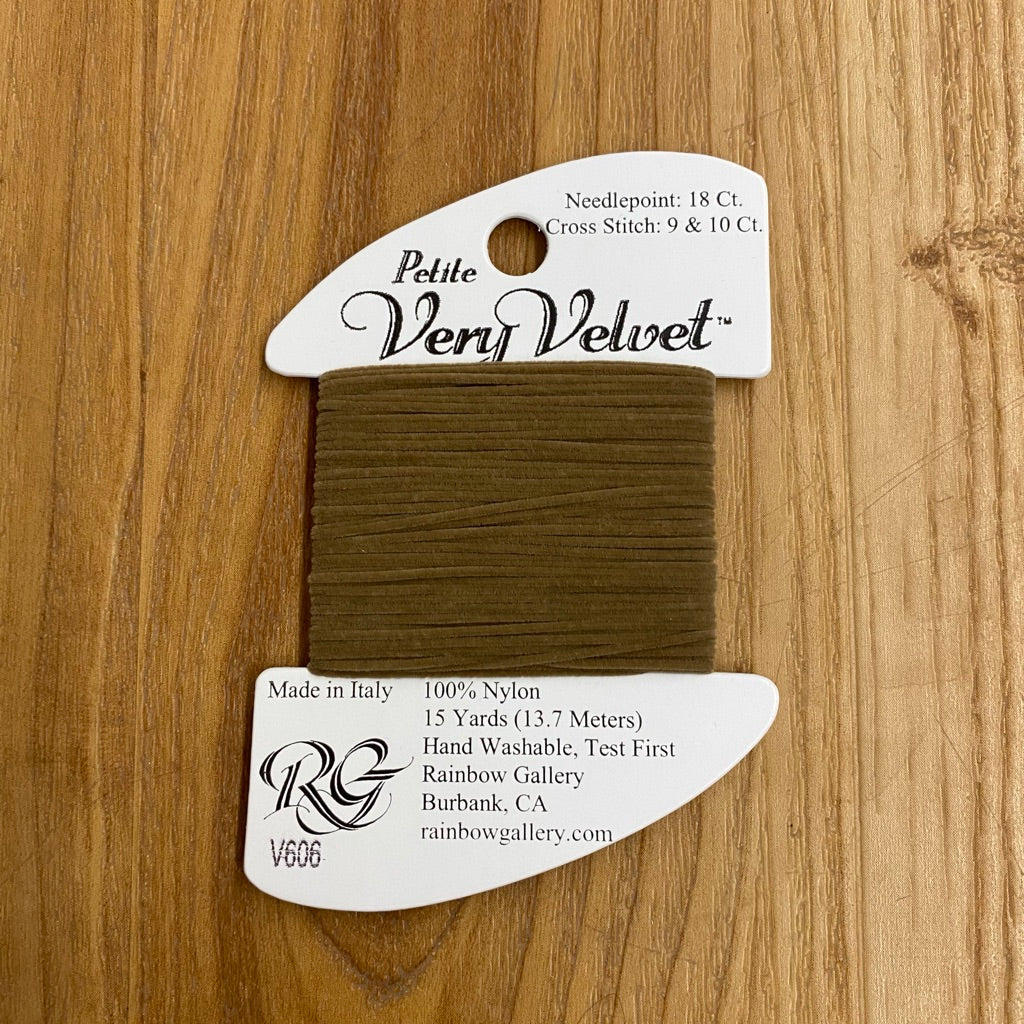 Needlepoint: 18 Ct.
Cross Stitch: 9 & 10 Ct.
Petite
Very Velvet™
Made in Italy
100% Nylon
15 Yards (13.7 Meters)
Hand Washable, Test First
Rainbow Gallery
Burbank, CA
rainbowgallery.com
RG
V606